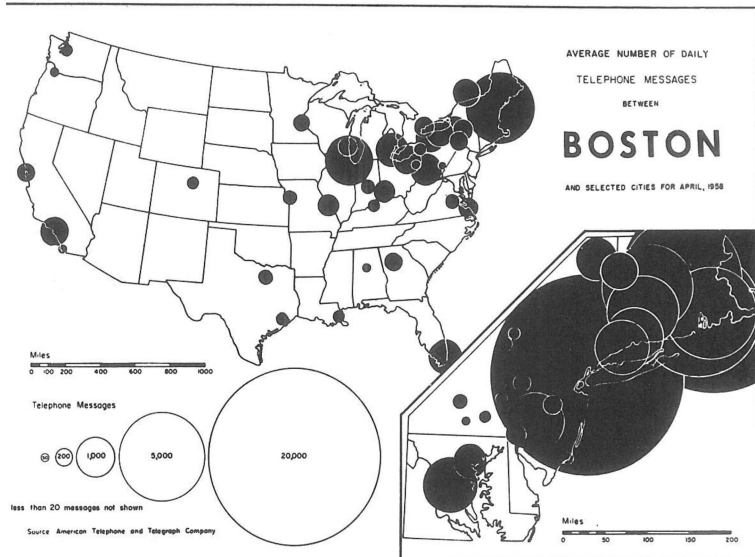 AVERAGE NUMBER OF DAILY
TELEPHONE MESSAGES
BETWEEN
BOSTON
AND SELECTED CITIES FOR APRIL, 1958
Miles
0 100 200 400 600 800 1000
Telephone Messages
50 200 1,000 5,000 20,000
less than 20 messages not shown
Source American Telephone and Telegraph Company
Miles
0 50 100 150 200